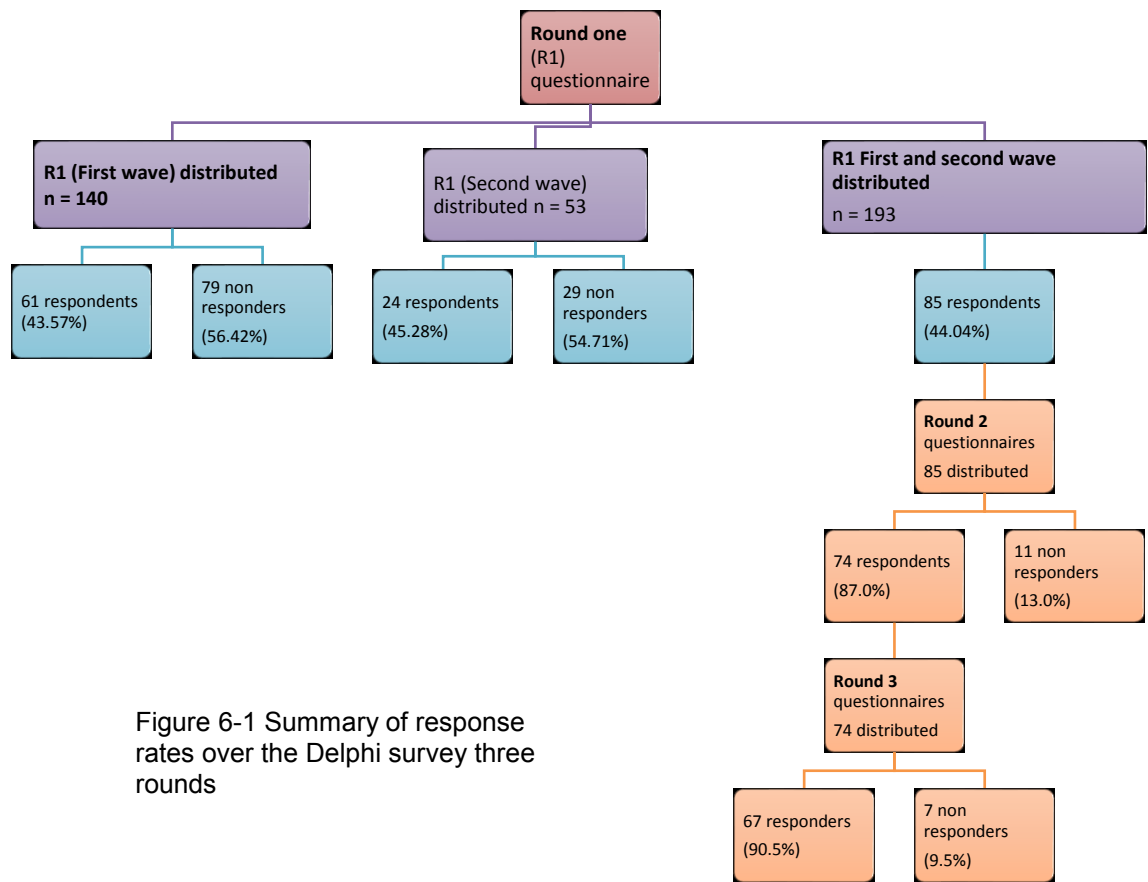 Round one
(R1)
questionnaire
R1 (First wave) distributed
n = 140
R1 (Second wave)
distributed n = 53
R1 First and second wave
distributed
n = 193
61 respondents
(43.57%)
79 non
responders
(56.42%)
24 respondents
(45.28%)
29 non
responders
(54.71%)
85 respondents
(44.04%)
Round 2
questionnaires
85 distributed
74 respondents
(87.0%)
11 non
responders
(13.0%)
Round 3
questionnaires
74 distributed
67 responders
(90.5%)
7 non
responders
(9.5%)
Figure 6-1 Summary of response
rates over the Delphi survey three
rounds